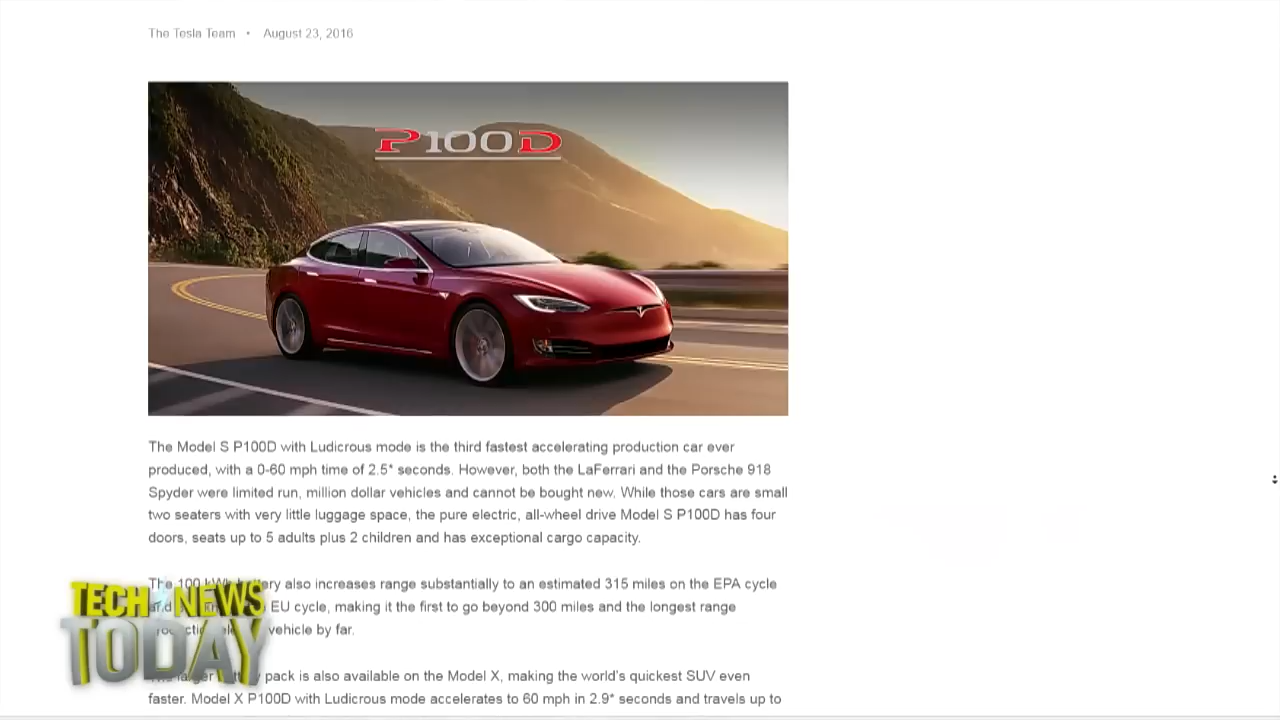 The Tesla Team • August 23, 2016
P100D
The Model S P100D with Ludicrous mode is the third fastest accelerating production car ever
produced, with a 0-60 mph time of 2.5* seconds. However, both the LaFerrari and the Porsche 918
Spyder were limited run, million dollar vehicles and cannot be bought new. While those cars are small
two seaters with very little luggage space, the pure electric, all-wheel drive Model S P100D has four
doors, seats up to 5 adults plus 2 children and has exceptional cargo capacity.
The 100 kWh battery also increases range substantially to an estimated 315 miles on the EPA cycle
and EU cycle, making it the first to go beyond 300 miles and the longest range
vehicle by far.
pack is also available on the Model X, making the world's quickest SUV even
faster. Model X P100D with Ludicrous mode accelerates to 60 mph in 2.9* seconds and travels up to
TECH NEWS
TODAY